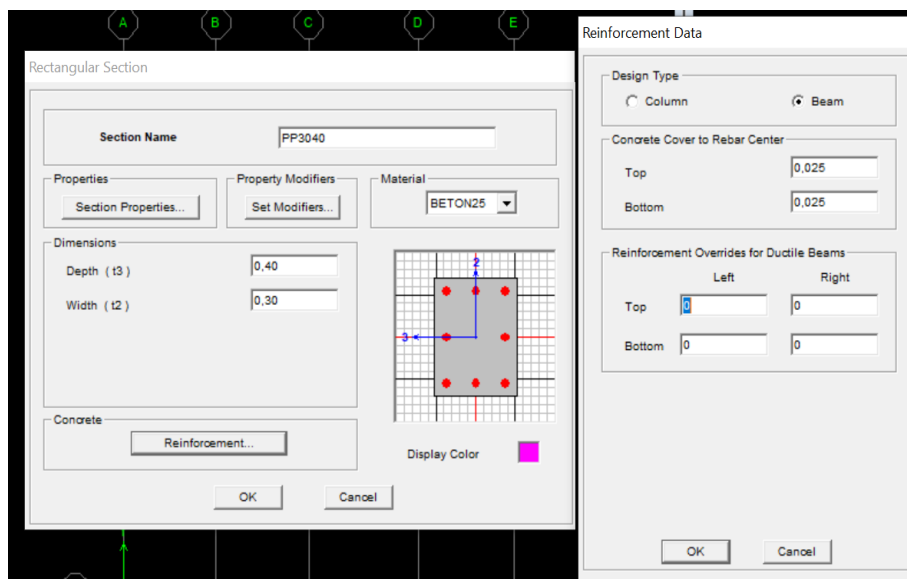 A B C D E
Rectangular Section
Section Name PP3040
Properties Property Modifiers Material
Section Properties... Set Modifiers... BETON25
Dimensions
Depth ( t3 ) 0,40
Width ( t2 ) 0,30
2
3
Concrete
Reinforcement...
Display Color
OK Cancel
Reinforcement Data
Design Type
Column Beam
Concrete Cover to Rebar Center
Top 0,025
Bottom 0,025
Reinforcement Overrides for Ductile Beams
Left Right
Top 0 0
Bottom 0 0
OK Cancel